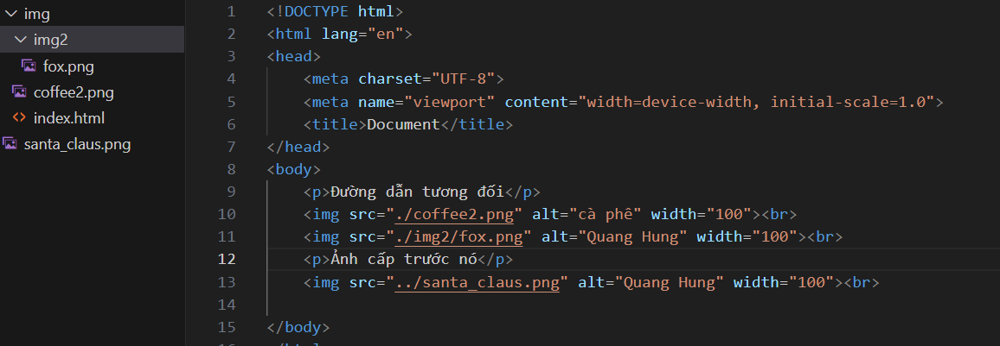 img
img2
fox.png
coffee2.png
index.html
santa_claus.png
1 <!DOCTYPE html>
2 <html lang="en">
3 <head>
4 <meta charset="UTF-8">
5 <meta name="viewport" content="width=device-width, initial-scale=1.0">
6 <title>Document</title>
7 </head>
8 <body>
9 <p>Đường dẫn tương đối</p>
10 <img src="./coffee2.png" alt="cà phê" width="100"><br>
11 <img src="./img2/fox.png" alt="Quang Hung" width="100"><br>
12 <p>Ảnh cấp trước nó</p>
13 <img src="../santa_claus.png" alt="Quang Hung" width="100"><br>
14
15 </body>